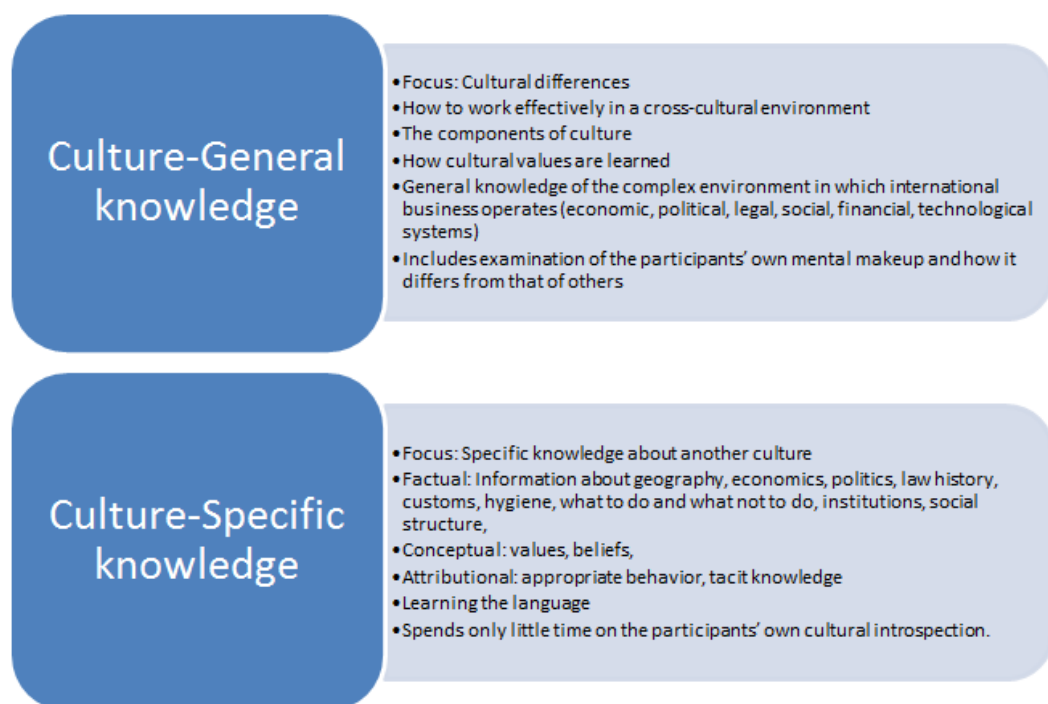 Culture-General
knowledge
•Focus: Cultural differences
•How to work effectively in a cross-cultural environment
•The components of culture
•How cultural values are learned
•General knowledge of the complex environment in which international
business operates (economic, political, legal, social, financial, technological
systems)
•Includes examination of the participants’ own mental makeup and how it
differs from that of others
Culture-Specific
knowledge
•Focus: Specific knowledge about another culture
•Factual: Information about geography, economics, politics, law history,
customs, hygiene, what to do and what not to do, institutions, social
structure,
•Conceptual: values, beliefs,
•Attributional: appropriate behavior, tacit knowledge
•Learning the language
•Spends only little time on the participants’ own cultural introspection.